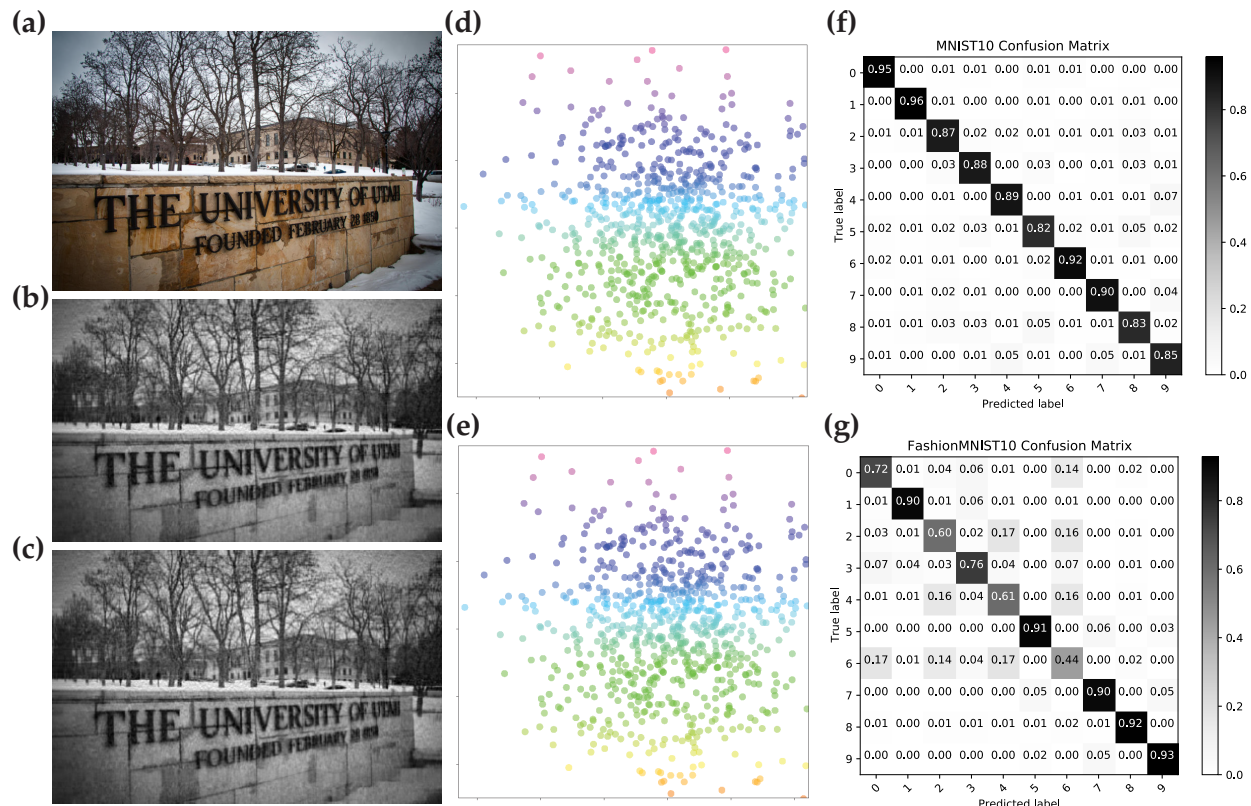 (a)
THE UNIVERSITY OF UTAH
FOUNDED FEBRUARY 28 1850
(b)
THE UNIVERSITY OF UTAH
FOUNDED FEBRUARY 28 1850
(c)
THE UNIVERSITY OF UTAH
FOUNDED FEBRUARY 28 1850
(d)
(e)
(f)
MNIST10 Confusion Matrix
0 0.95 0.00 0.01 0.01 0.00 0.01 0.01 0.00 0.01 0.00
1 0.00 0.96 0.01 0.00 0.00 0.00 0.00 0.01 0.01 0.00
2 0.01 0.01 0.87 0.02 0.02 0.01 0.01 0.01 0.03 0.01
3 0.00 0.00 0.03 0.88 0.00 0.03 0.00 0.01 0.03 0.01
4 0.00 0.01 0.01 0.00 0.89 0.00 0.01 0.01 0.00 0.07
5 0.02 0.01 0.02 0.03 0.01 0.82 0.02 0.01 0.05 0.02
6 0.02 0.01 0.01 0.00 0.01 0.02 0.92 0.00 0.01 0.00
7 0.00 0.01 0.02 0.01 0.01 0.00 0.00 0.90 0.00 0.04
8 0.01 0.01 0.03 0.03 0.01 0.05 0.01 0.01 0.83 0.02
9 0.01 0.01 0.00 0.01 0.05 0.01 0.00 0.05 0.01 0.85
0 1 2 3 4 5 6 7 8 9
True label
Predicted label
0.8
0.6
0.4
0.2
0.0
(g)
FashionMNIST10 Confusion Matrix
0 0.72 0.01 0.04 0.06 0.01 0.00 0.14 0.00 0.02 0.00
1 0.01 0.90 0.01 0.06 0.01 0.00 0.01 0.00 0.00 0.00
2 0.03 0.01 0.60 0.02 0.17 0.00 0.16 0.00 0.01 0.00
3 0.07 0.04 0.03 0.76 0.04 0.00 0.07 0.00 0.01 0.00
4 0.01 0.01 0.16 0.04 0.61 0.00 0.16 0.00 0.01 0.00
5 0.00 0.00 0.00 0.00 0.00 0.91 0.00 0.06 0.00 0.03
6 0.17 0.01 0.14 0.04 0.17 0.00 0.44 0.00 0.02 0.00
7 0.00 0.00 0.00 0.00 0.00 0.05 0.00 0.90 0.00 0.05
8 0.01 0.00 0.01 0.01 0.01 0.01 0.02 0.01 0.92 0.00
9 0.00 0.00 0.00 0.00 0.00 0.02 0.00 0.05 0.00 0.93
0 1 2 3 4 5 6 7 8 9
True label
Predicted label
0.8
0.6
0.4
0.2
0.0